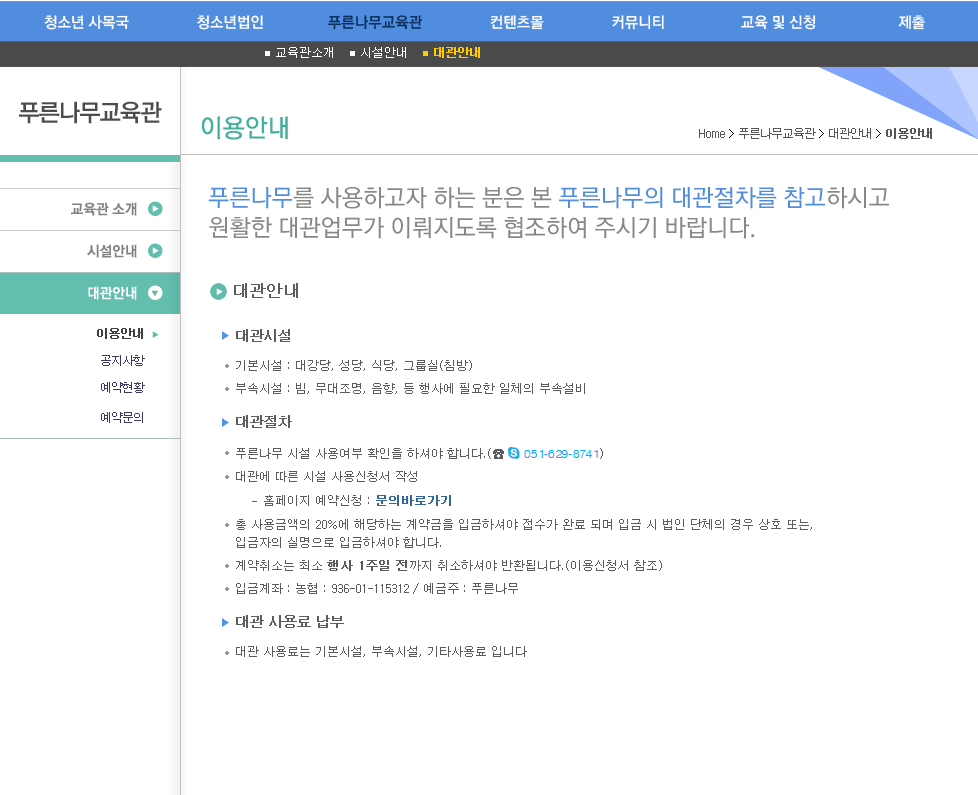 청소년 사목국 청소년법인 푸른나무교육관 컨텐츠몰 커뮤니티 교육 및 신청 제출
교육관소개 시설안내 대관안내
푸른나무교육관
이용안내
Home > 푸른나무교육관 > 대관안내 > 이용안내
교육관 소개
시설안내
대관안내
이용안내
공지사항
예약현황
예약문의
푸른나무를 사용하고자 하는 분은 본 푸른나무의 대관절차를 참고하시고
원활한 대관업무가 이뤄지도록 협조하여 주시기 바랍니다.
대관안내
대관시설
기본시설 : 대강당, 성당, 식당, 그룹실(침방)
부속시설 : 빔, 무대조명, 음향, 등 행사에 필요한 일체의 부속설비
대관절차
푸른나무 시설 사용여부 확인을 하셔야 합니다.(☎ 051-629-8741)
대관에 따른 시설 사용신청서 작성
- 홈페이지 예약신청 : 문의바로가기
총 사용금액의 20%에 해당하는 계약금을 입금하셔야 접수가 완료 되며 입금 시 법인 단체의 경우 상호 또는,
입금자의 실명으로 입금하셔야 합니다.
계약취소는 최소 행사 1주일 전까지 취소하셔야 반환됩니다.(이용신청서 참조)
입금계좌 : 농협 : 936-01-115312 / 예금주 : 푸른나무
대관 사용료 납부
대관 사용료는 기본시설, 부속시설, 기타사용료 입니다